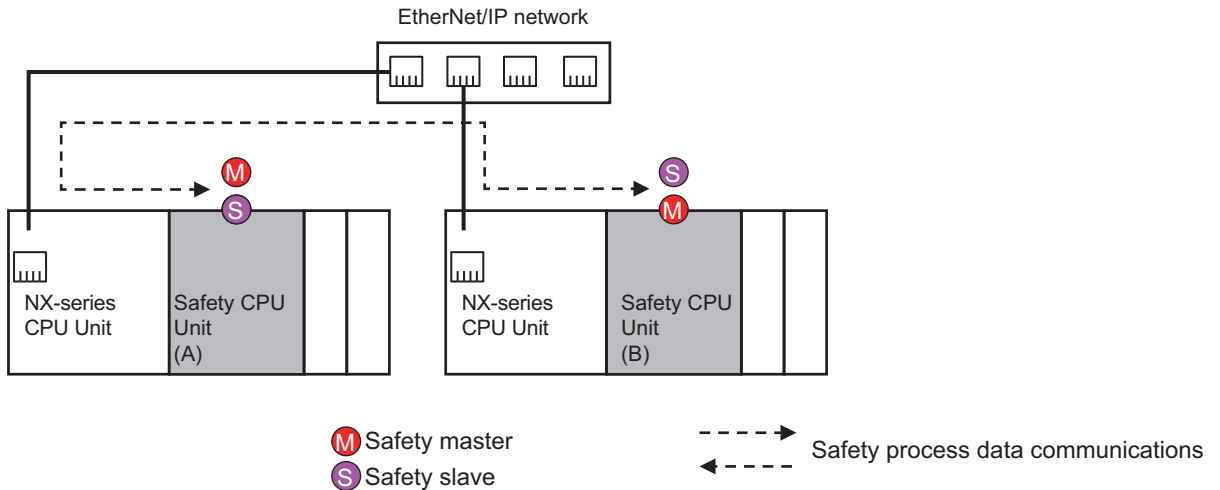 EtherNet/IP network
M
S
S
M
NX-series
CPU Unit
Safety CPU
Unit
(A)
NX-series
CPU Unit
Safety CPU
Unit
(B)
M Safety master
S Safety slave
Safety process data communications